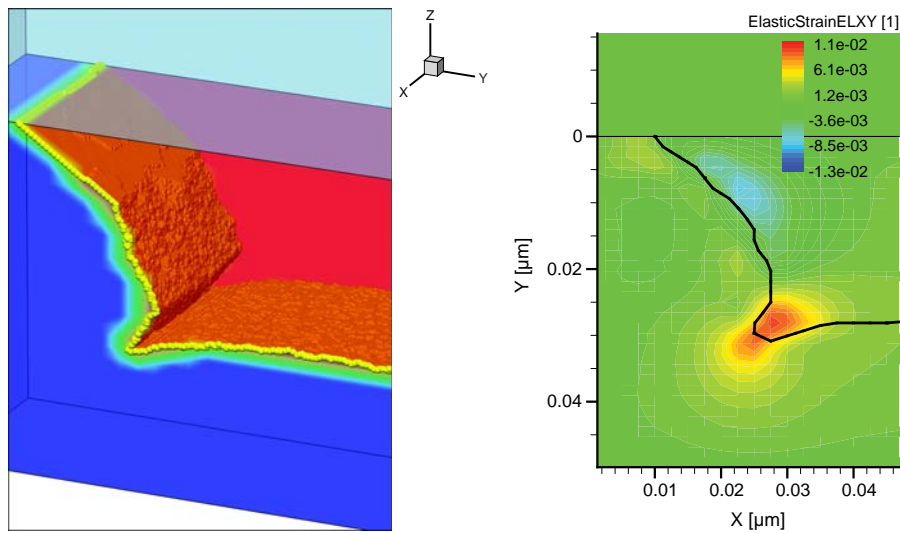 Z
Y
X
ElasticStrainELXY [1]
1.1e-02
6.1e-03
1.2e-03
-3.6e-03
-8.5e-03
-1.3e-02
0
0.02
0.04
Y [µm]
0.01 0.02 0.03 0.04
X [µm]